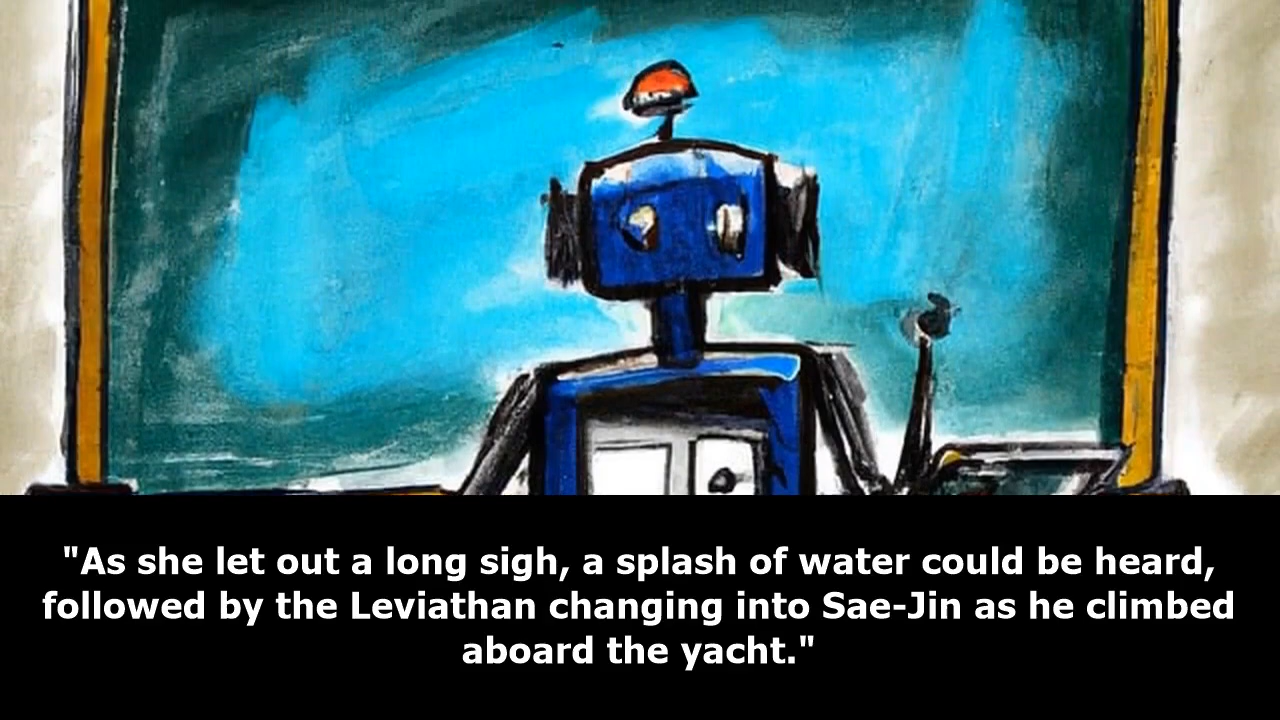 "As she let out a long sigh, a splash of water could be heard,
followed by the Leviathan changing into Sae-Jin as he climbed
aboard the yacht."